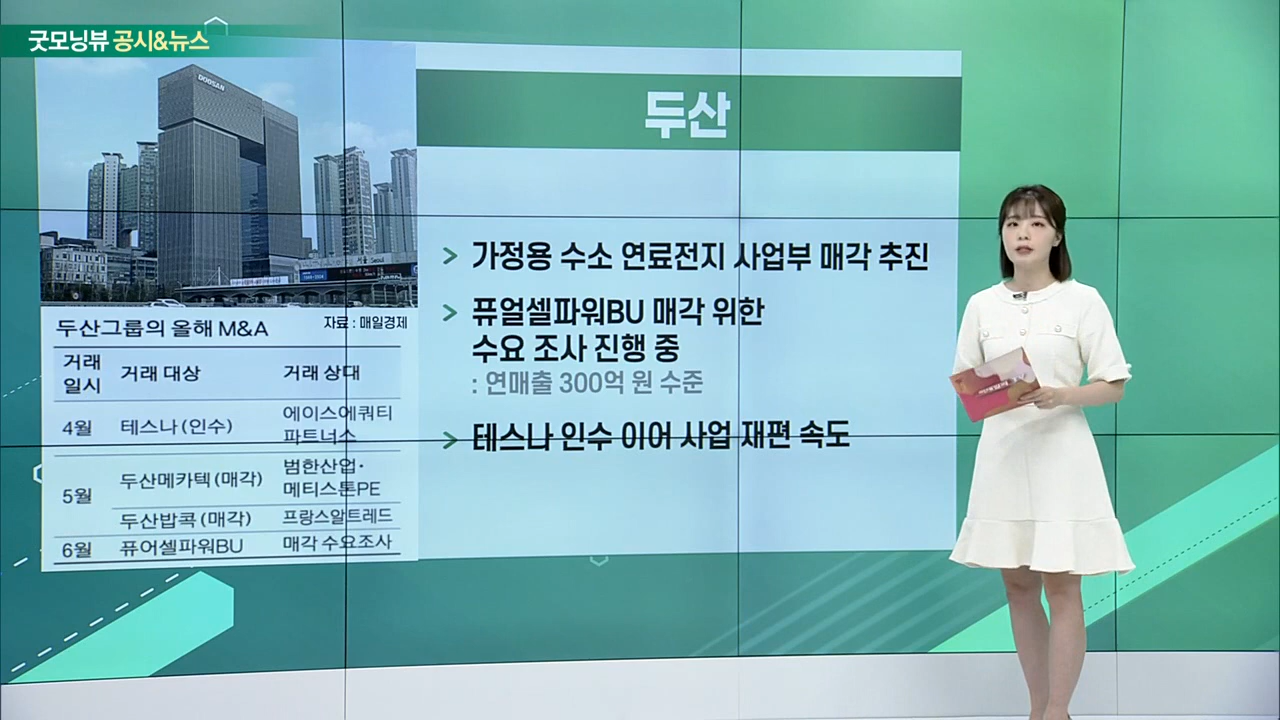 굿모닝뷰 공시&뉴스
DOOSAN
두산
> 가정용 수소 연료전지 사업부 매각 추진
> 퓨얼셀파워BU 매각 위한
수요 조사 진행 중
: 연매출 300억 원 수준
> 테스나 인수 이어 사업 재편 속도
두산그룹의 올해 M&A
자료 : 매일경제
거래 일시 거래 대상 거래 상대
4월 테스나 (인수) 에이스에쿼티 파트너스
5월 두산메카텍 (매각) 범한산업· 메티스톤PE
두산밥콕 (매각) 프랑스알트레드
6월 퓨어셀파워BU 매각 수요조사